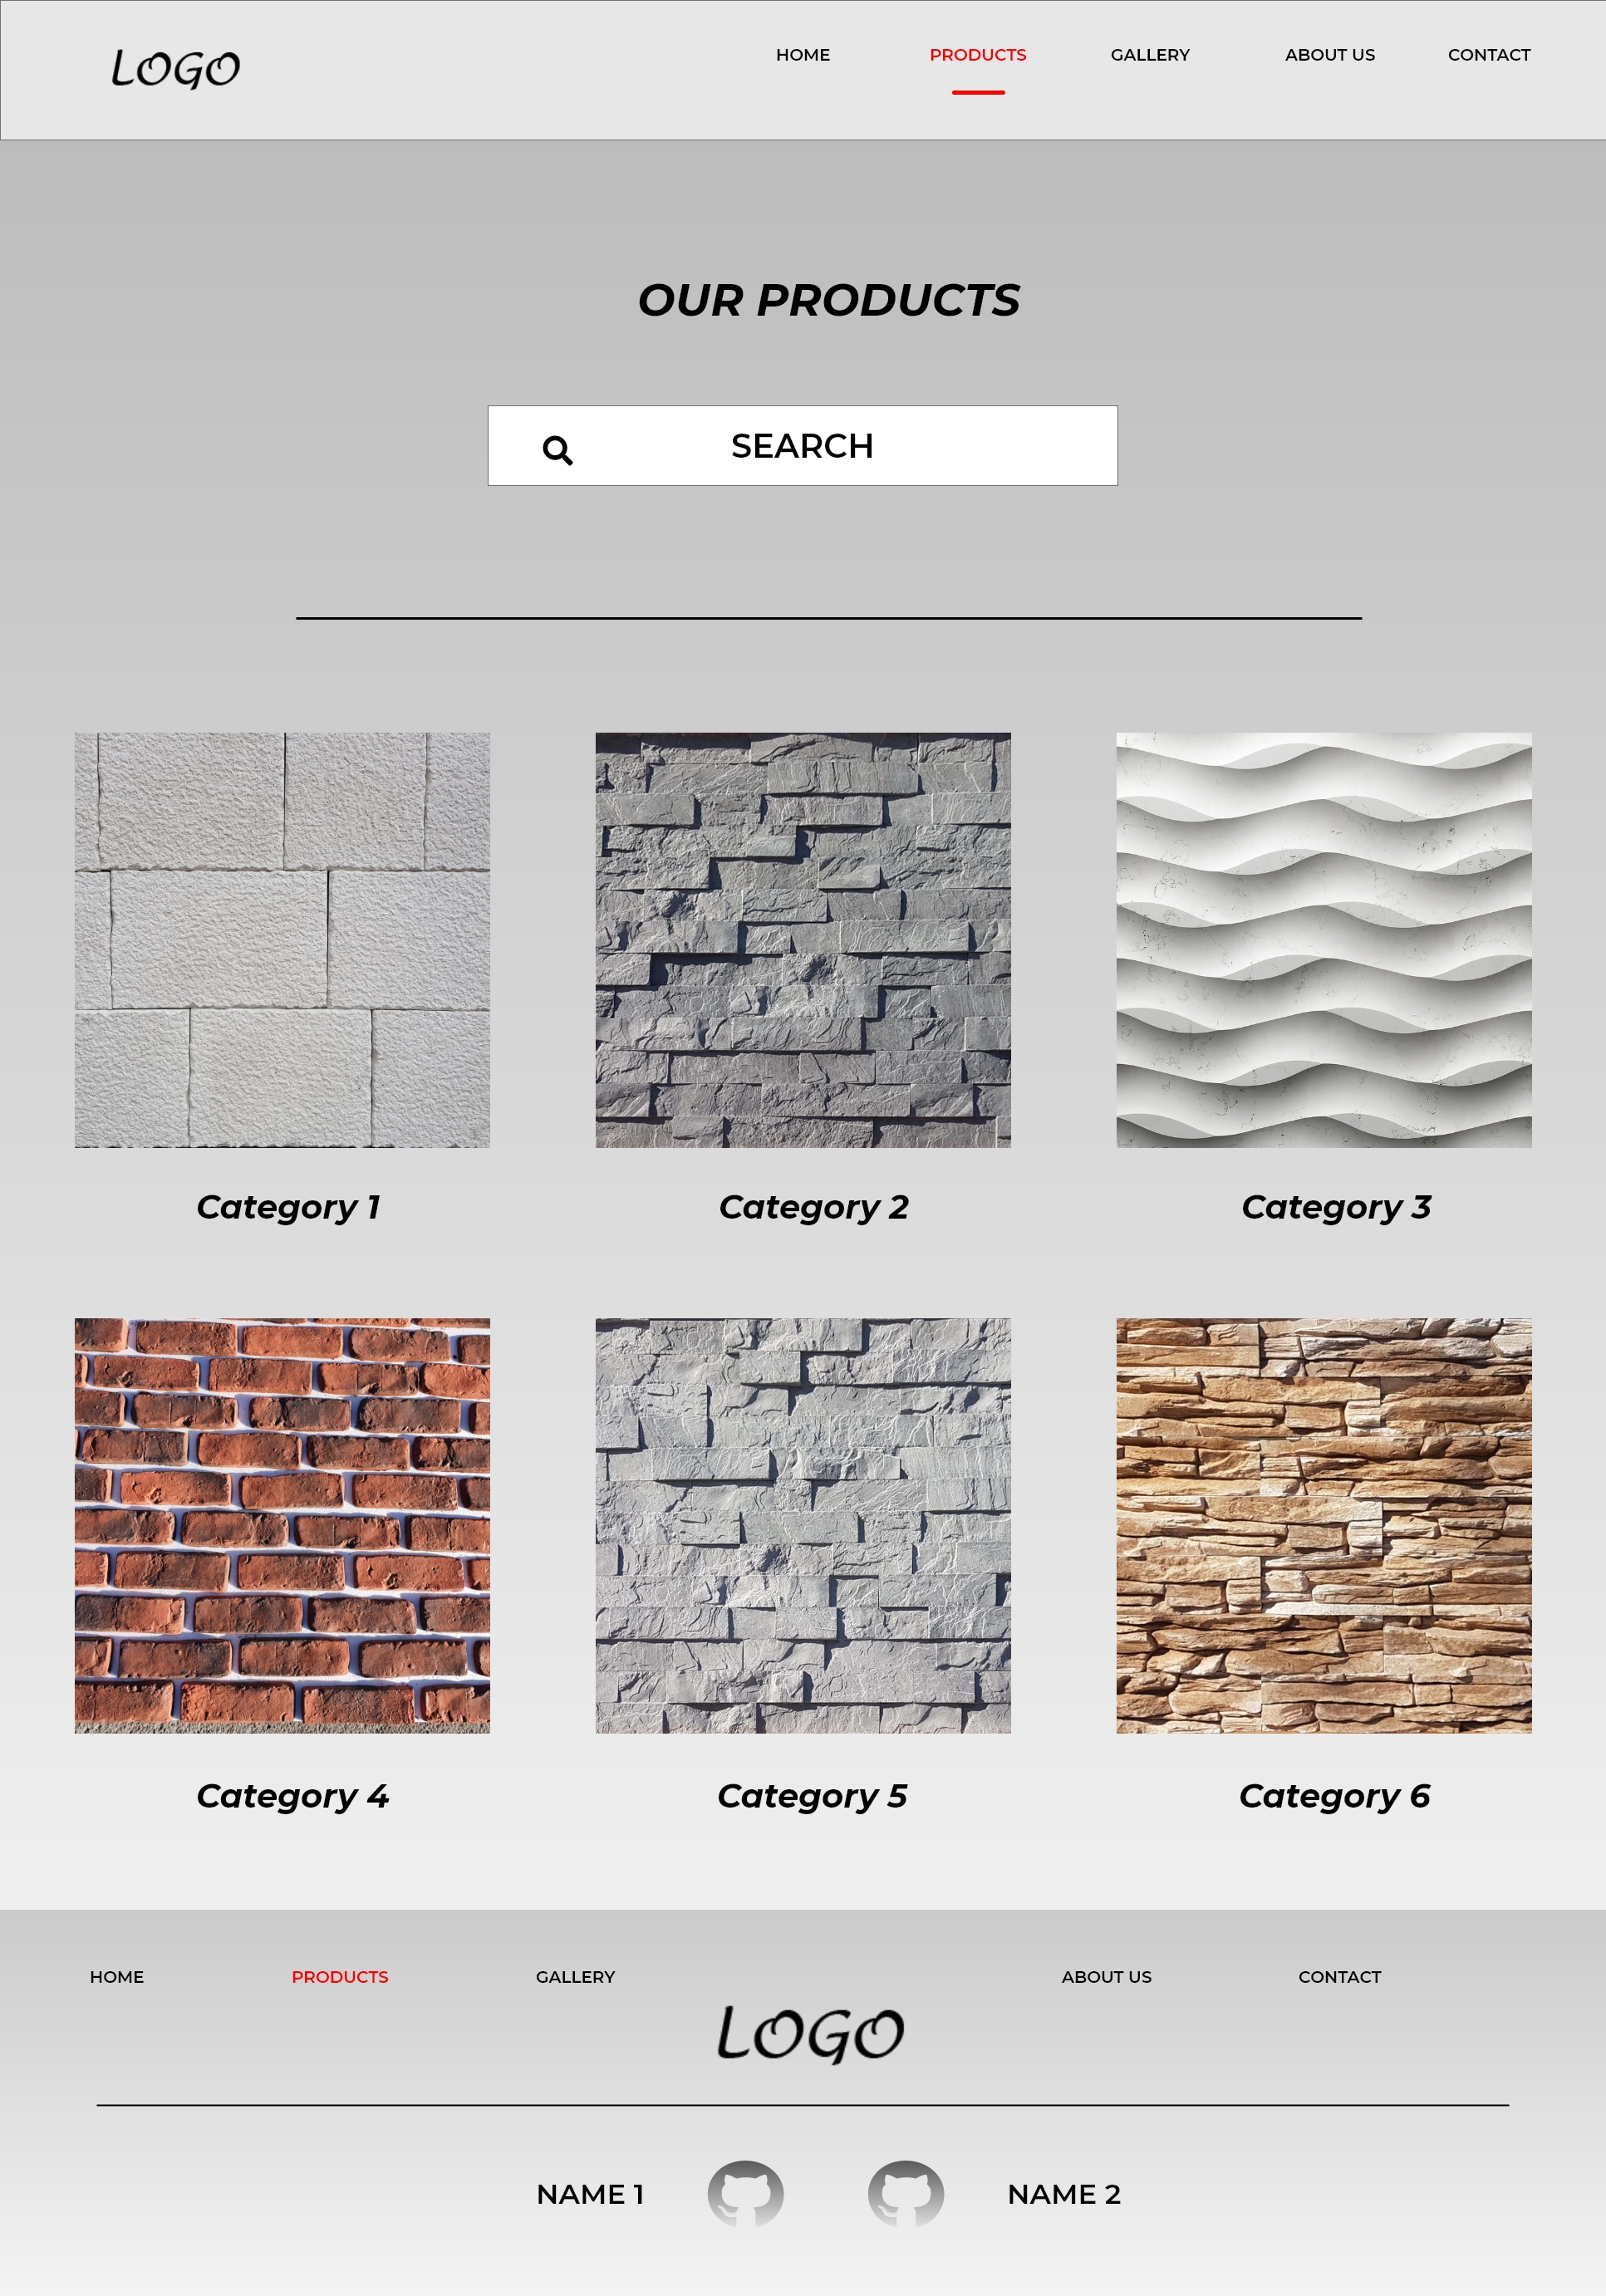 LOGO
HOME PRODUCTS GALLERY ABOUT US CONTACT
OUR PRODUCTS
SEARCH
Category 1 Category 2 Category 3
Category 4 Category 5 Category 6
HOME PRODUCTS GALLERY ABOUT US CONTACT
LOGO
NAME 1 NAME 2